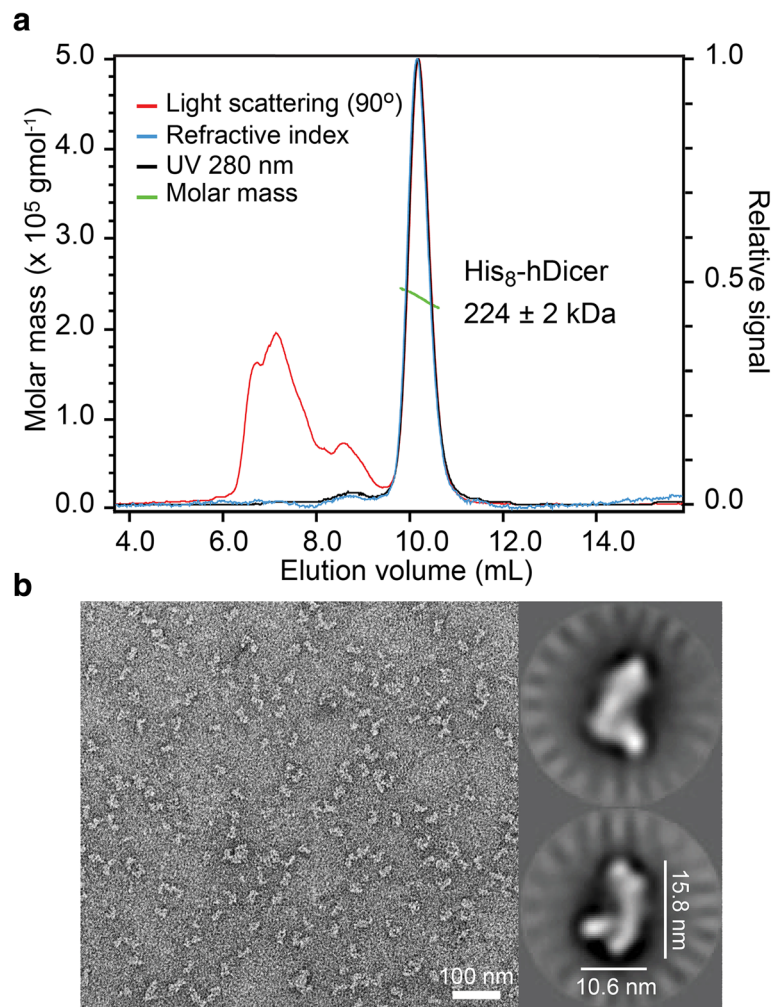 a
5.0
4.0
3.0
2.0
1.0
0.0
Molar mass (x 10⁵ gmol⁻¹)
Light scattering (90º)
Refractive index
UV 280 nm
Molar mass
His₈-hDicer
224 ± 2 kDa
1.0
0.5
0.0
Relative signal
4.0 6.0 8.0 10.0 12.0 14.0
Elution volume (mL)
b
100 nm
15.8 nm
10.6 nm